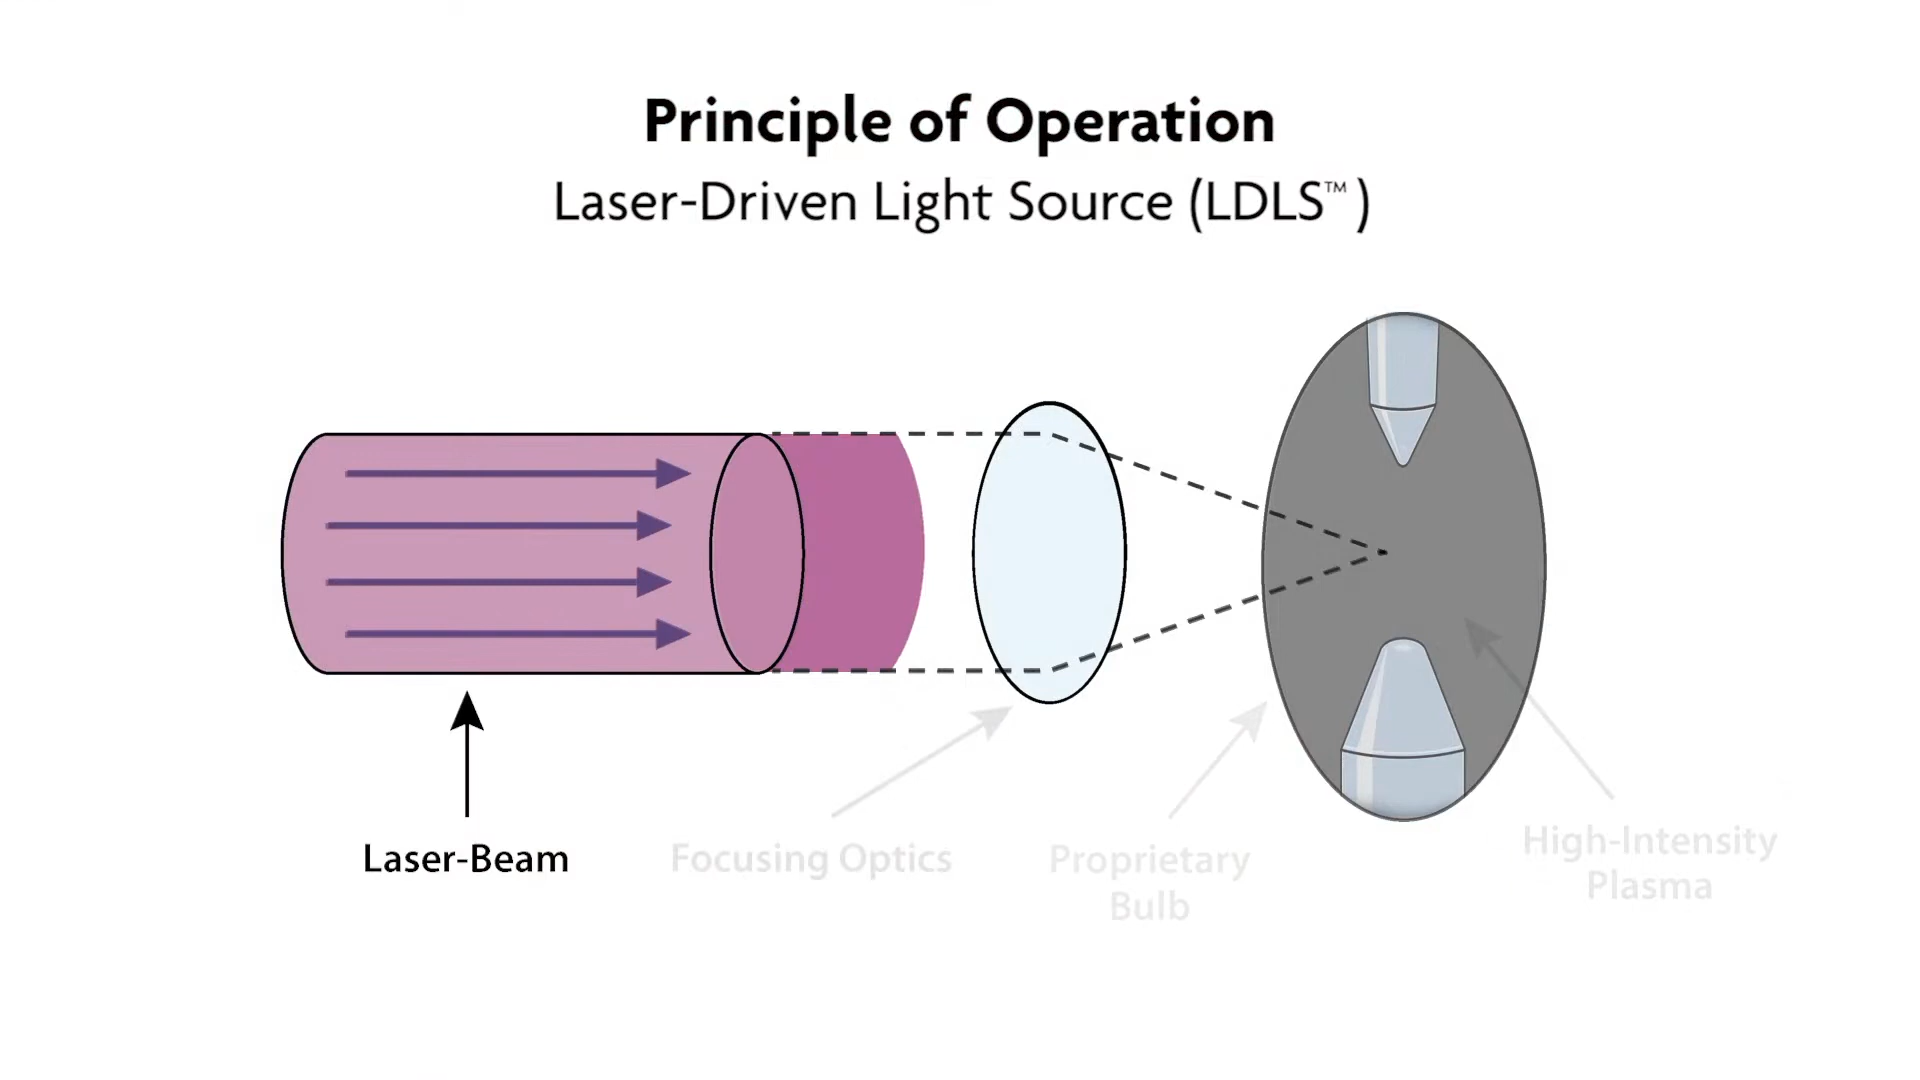 Principle of Operation
Laser-Driven Light Source (LDLS™)
Laser-Beam
Focusing Optics
Proprietary
Bulb
High-Intensity
Plasma